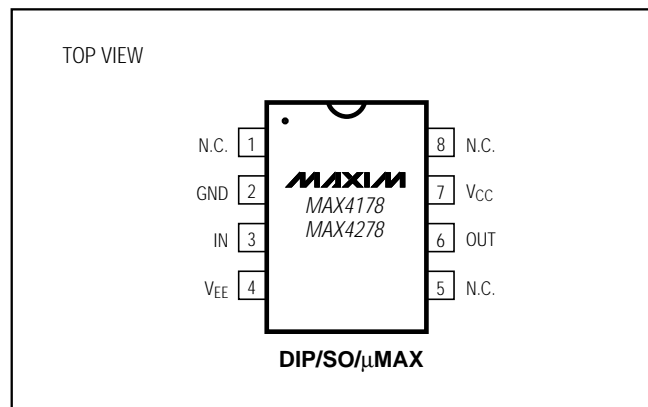 TOP VIEW
N.C. 1
GND 2
IN 3
VEE 4
MAXIM
MAX4178
MAX4278
8 N.C.
7 VCC
6 OUT
5 N.C.
DIP/SO/μMAX